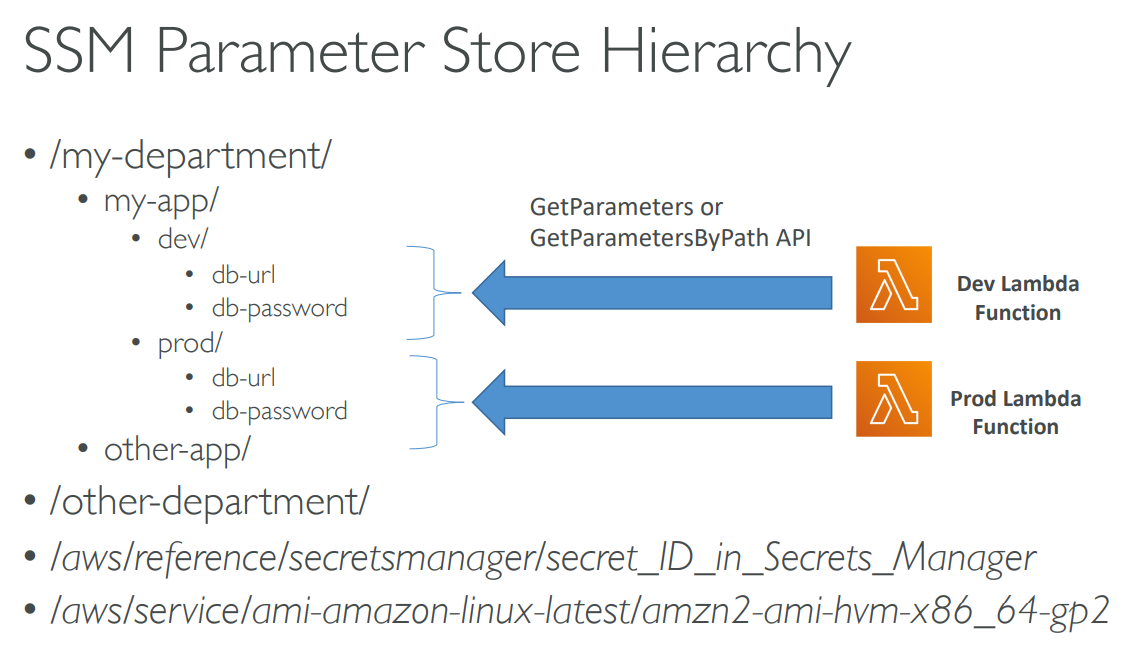 SSM Parameter Store Hierarchy
• /my-department/
• my-app/
• dev/
• db-url
• db-password
• prod/
• db-url
• db-password
• other-app/
• /other-department/
• /aws/reference/secretsmanager/secret_ID_in_Secrets_Manager
• /aws/service/ami-amazon-linux-latest/amzn2-ami-hvm-x86_64-gp2
GetParameters or
GetParametersByPath API
Dev Lambda
Function
Prod Lambda
Function